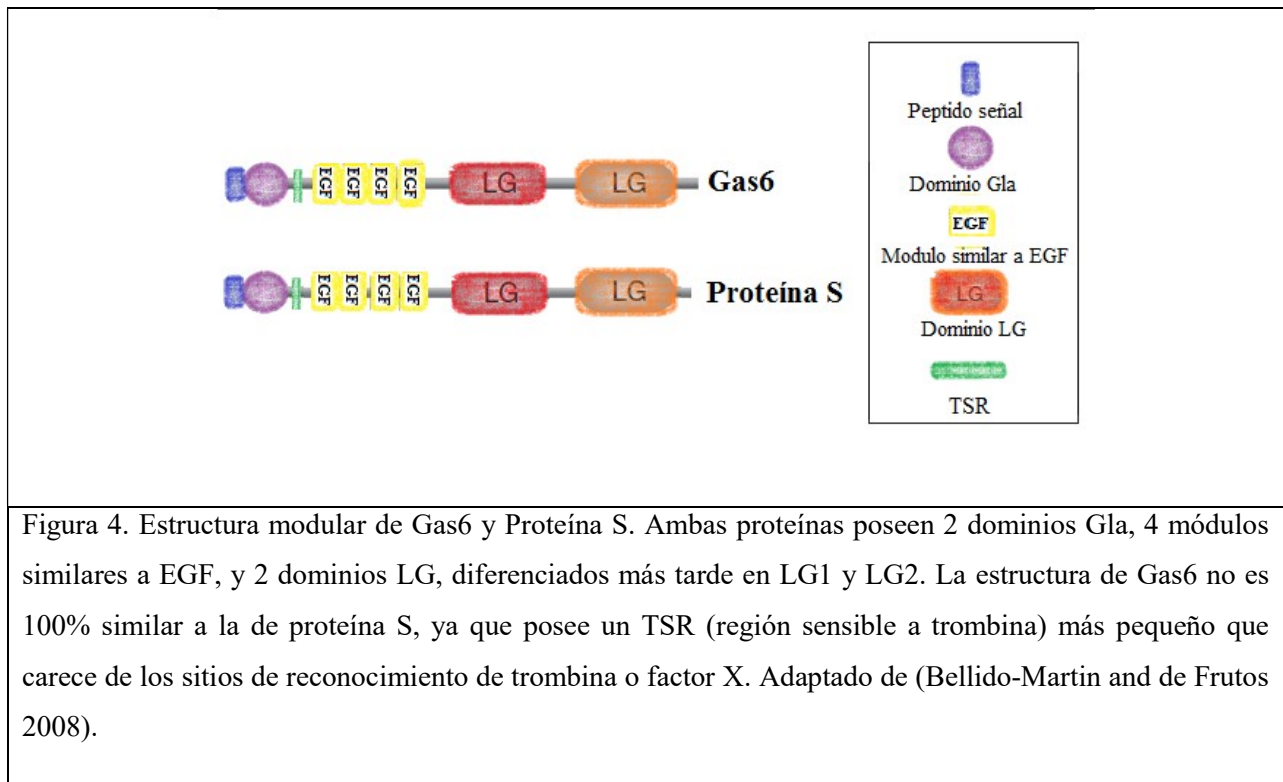 Peptido señal
Dominio Gla
EGF
EGF
EGF
EGF
LG
LG
Gas6
EGF
Modulo similar a EGF
EGF
EGF
EGF
EGF
LG
LG
Proteína S
LG
Dominio LG
TSR
Figura 4. Estructura modular de Gas6 y Proteína S. Ambas proteínas poseen 2 dominios Gla, 4 módulos
similares a EGF, y 2 dominios LG, diferenciados más tarde en LG1 y LG2. La estructura de Gas6 no es
100% similar a la de proteína S, ya que posee un TSR (región sensible a trombina) más pequeño que
carece de los sitios de reconocimiento de trombina o factor X. Adaptado de (Bellido-Martin and de Frutos
2008).